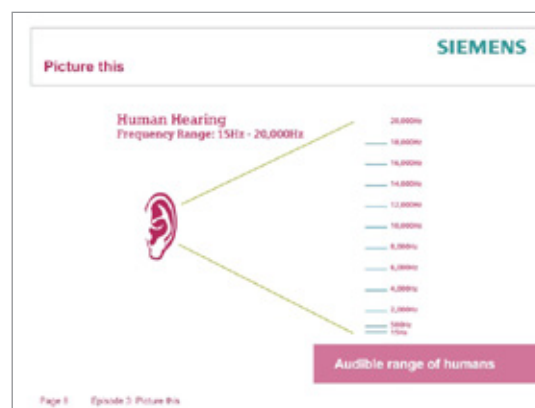 SIEMENS
Picture this
Human Hearing
Frequency Range: 15Hz - 20,000Hz
20,000Hz
18,000Hz
16,000Hz
14,000Hz
12,000Hz
10,000Hz
8,000Hz
6,000Hz
4,000Hz
2,000Hz
500Hz
15Hz
Audible range of humans
Page 8 Episode 3: Picture this